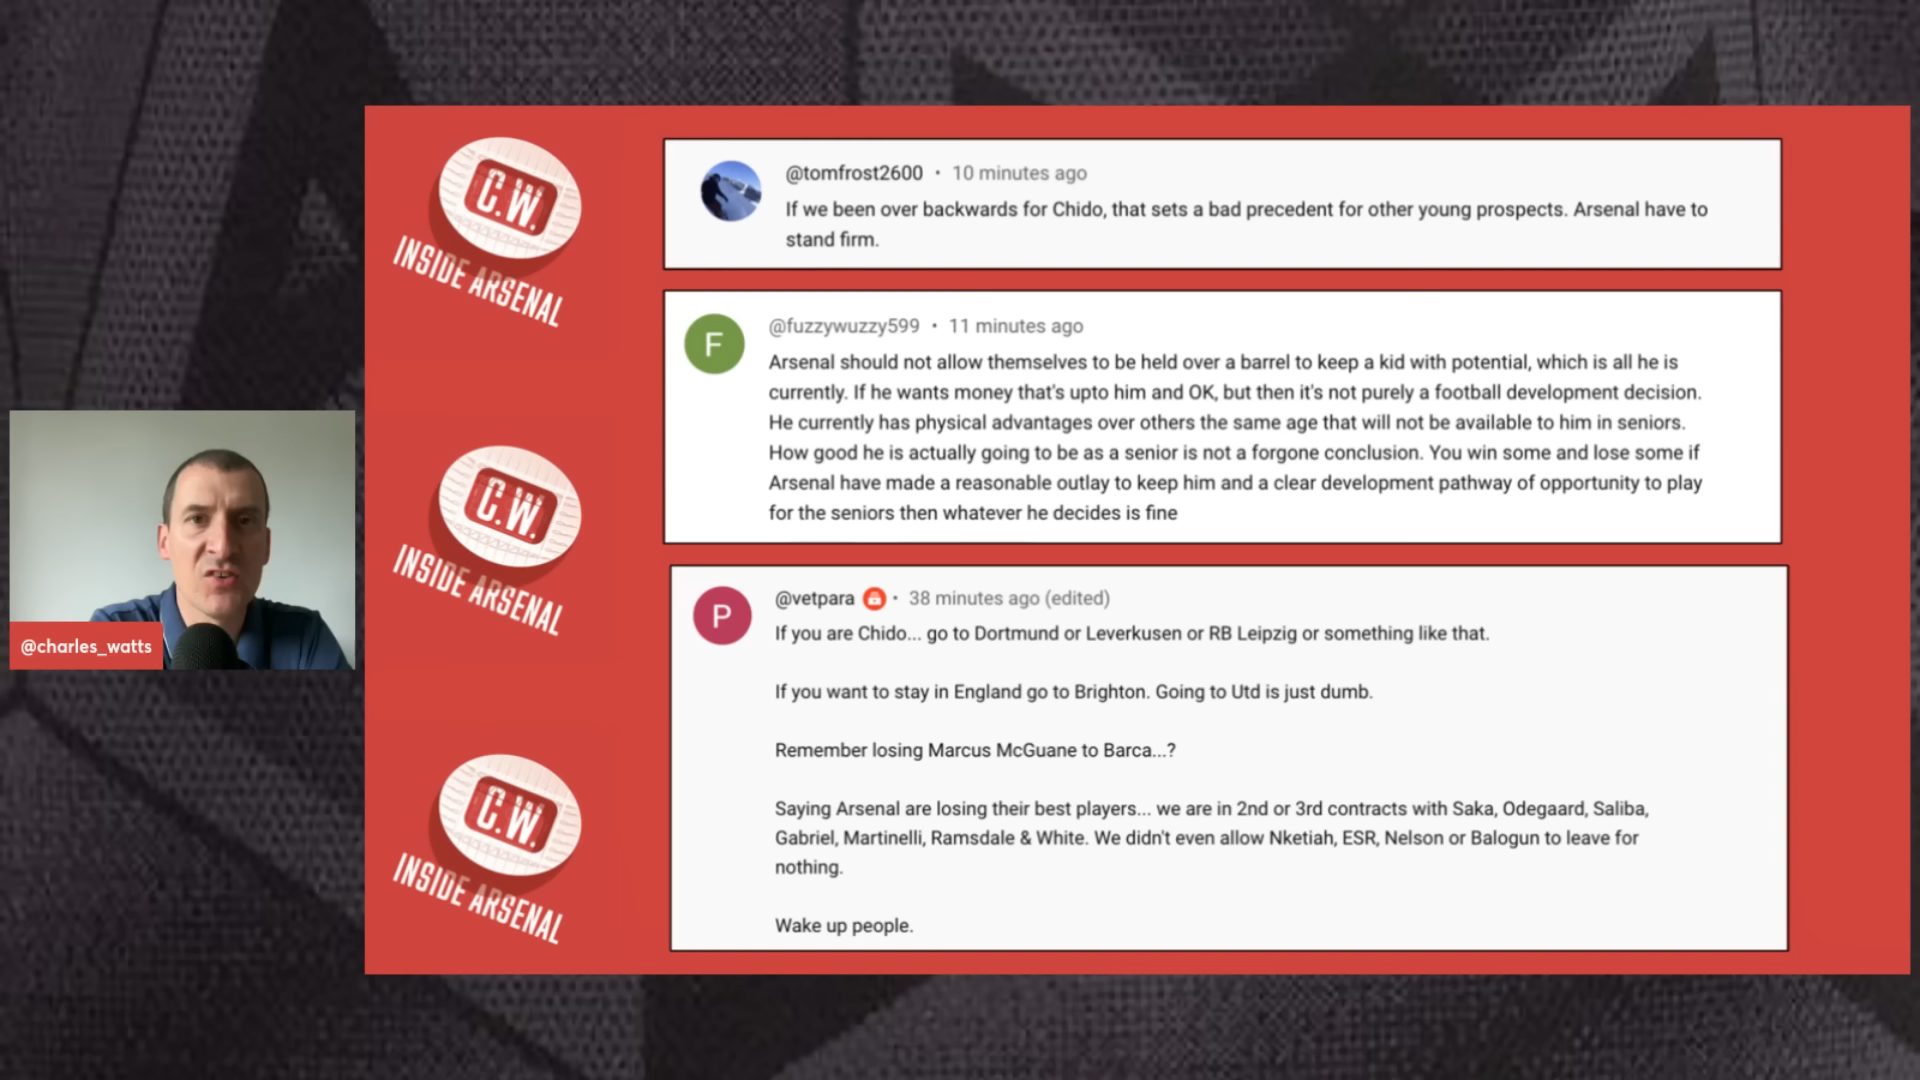 C.W.
INSIDE ARSENAL
@tomfrost2600 • 10 minutes ago
If we been over backwards for Chido, that sets a bad precedent for other young prospects. Arsenal have to
stand firm.
F
@fuzzywuzzy599 • 11 minutes ago
Arsenal should not allow themselves to be held over a barrel to keep a kid with potential, which is all he is
currently. If he wants money that's upto him and OK, but then it's not purely a football development decision.
He currently has physical advantages over others the same age that will not be available to him in seniors.
How good he is actually going to be as a senior is not a forgone conclusion. You win some and lose some if
Arsenal have made a reasonable outlay to keep him and a clear development pathway of opportunity to play
for the seniors then whatever he decides is fine
C.W.
INSIDE ARSENAL
@charles_watts
P
@vetpara • 38 minutes ago (edited)
If you are Chido... go to Dortmund or Leverkusen or RB Leipzig or something like that.
If you want to stay in England go to Brighton. Going to Utd is just dumb.
Remember losing Marcus McGuane to Barca...?
Saying Arsenal are losing their best players... we are in 2nd or 3rd contracts with Saka, Odegaard, Saliba,
Gabriel, Martinelli, Ramsdale & White. We didn't even allow Nketiah, ESR, Nelson or Balogun to leave for
nothing.
Wake up people.
C.W.
INSIDE ARSENAL